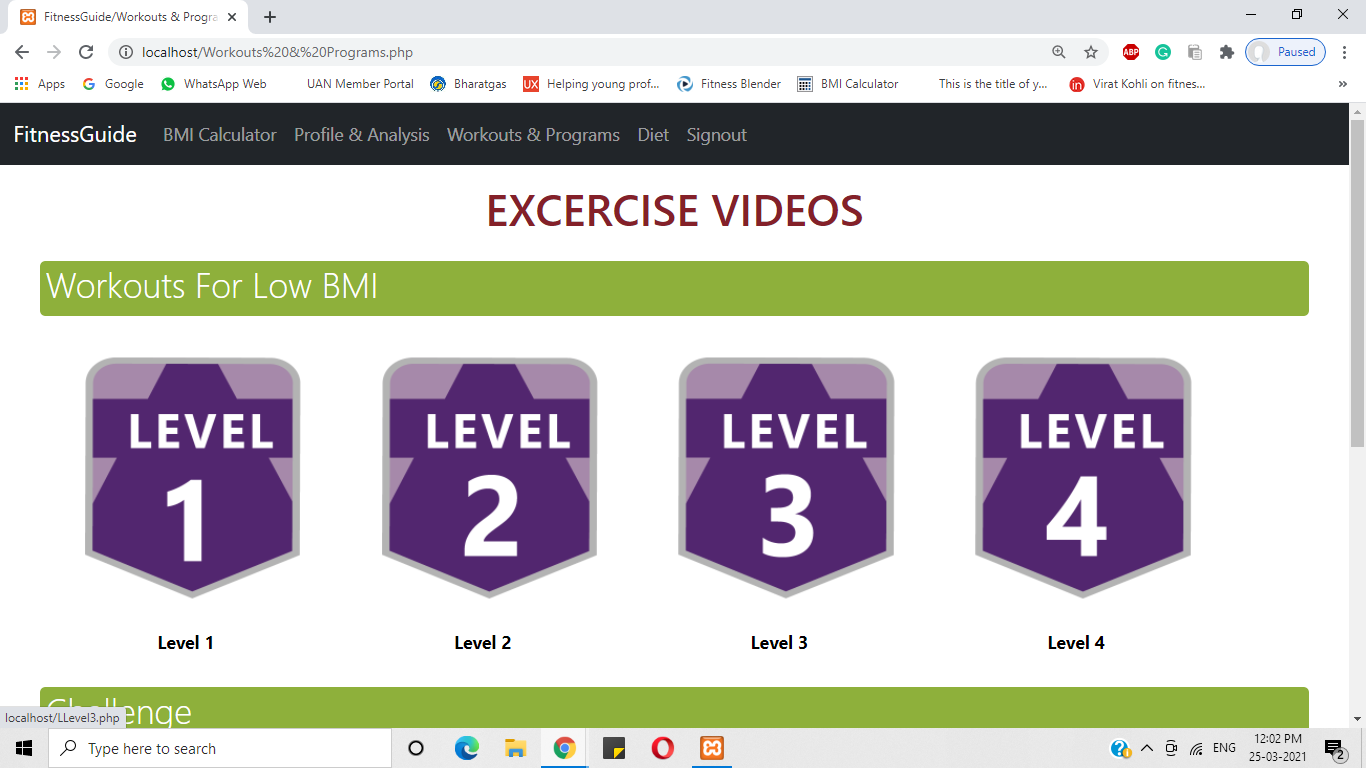 FitnessGuide/Workouts & Progra
localhost/Workouts%20&%20Programs.php
ABP
Paused
Apps Google WhatsApp Web UAN Member Portal Bharatgas UX Helping young prof... Fitness Blender BMI Calculator This is the title of y... in Virat Kohli on fitnes... »
FitnessGuide BMI Calculator Profile & Analysis Workouts & Programs Diet Signout
EXCERCISE VIDEOS
Workouts For Low BMI
LEVEL 1
LEVEL 2
LEVEL 3
LEVEL 4
Level 1 Level 2 Level 3 Level 4
Challenge
localhost/LLevel3.php
Type here to search
ENG
12:02 PM
25-03-2021
2